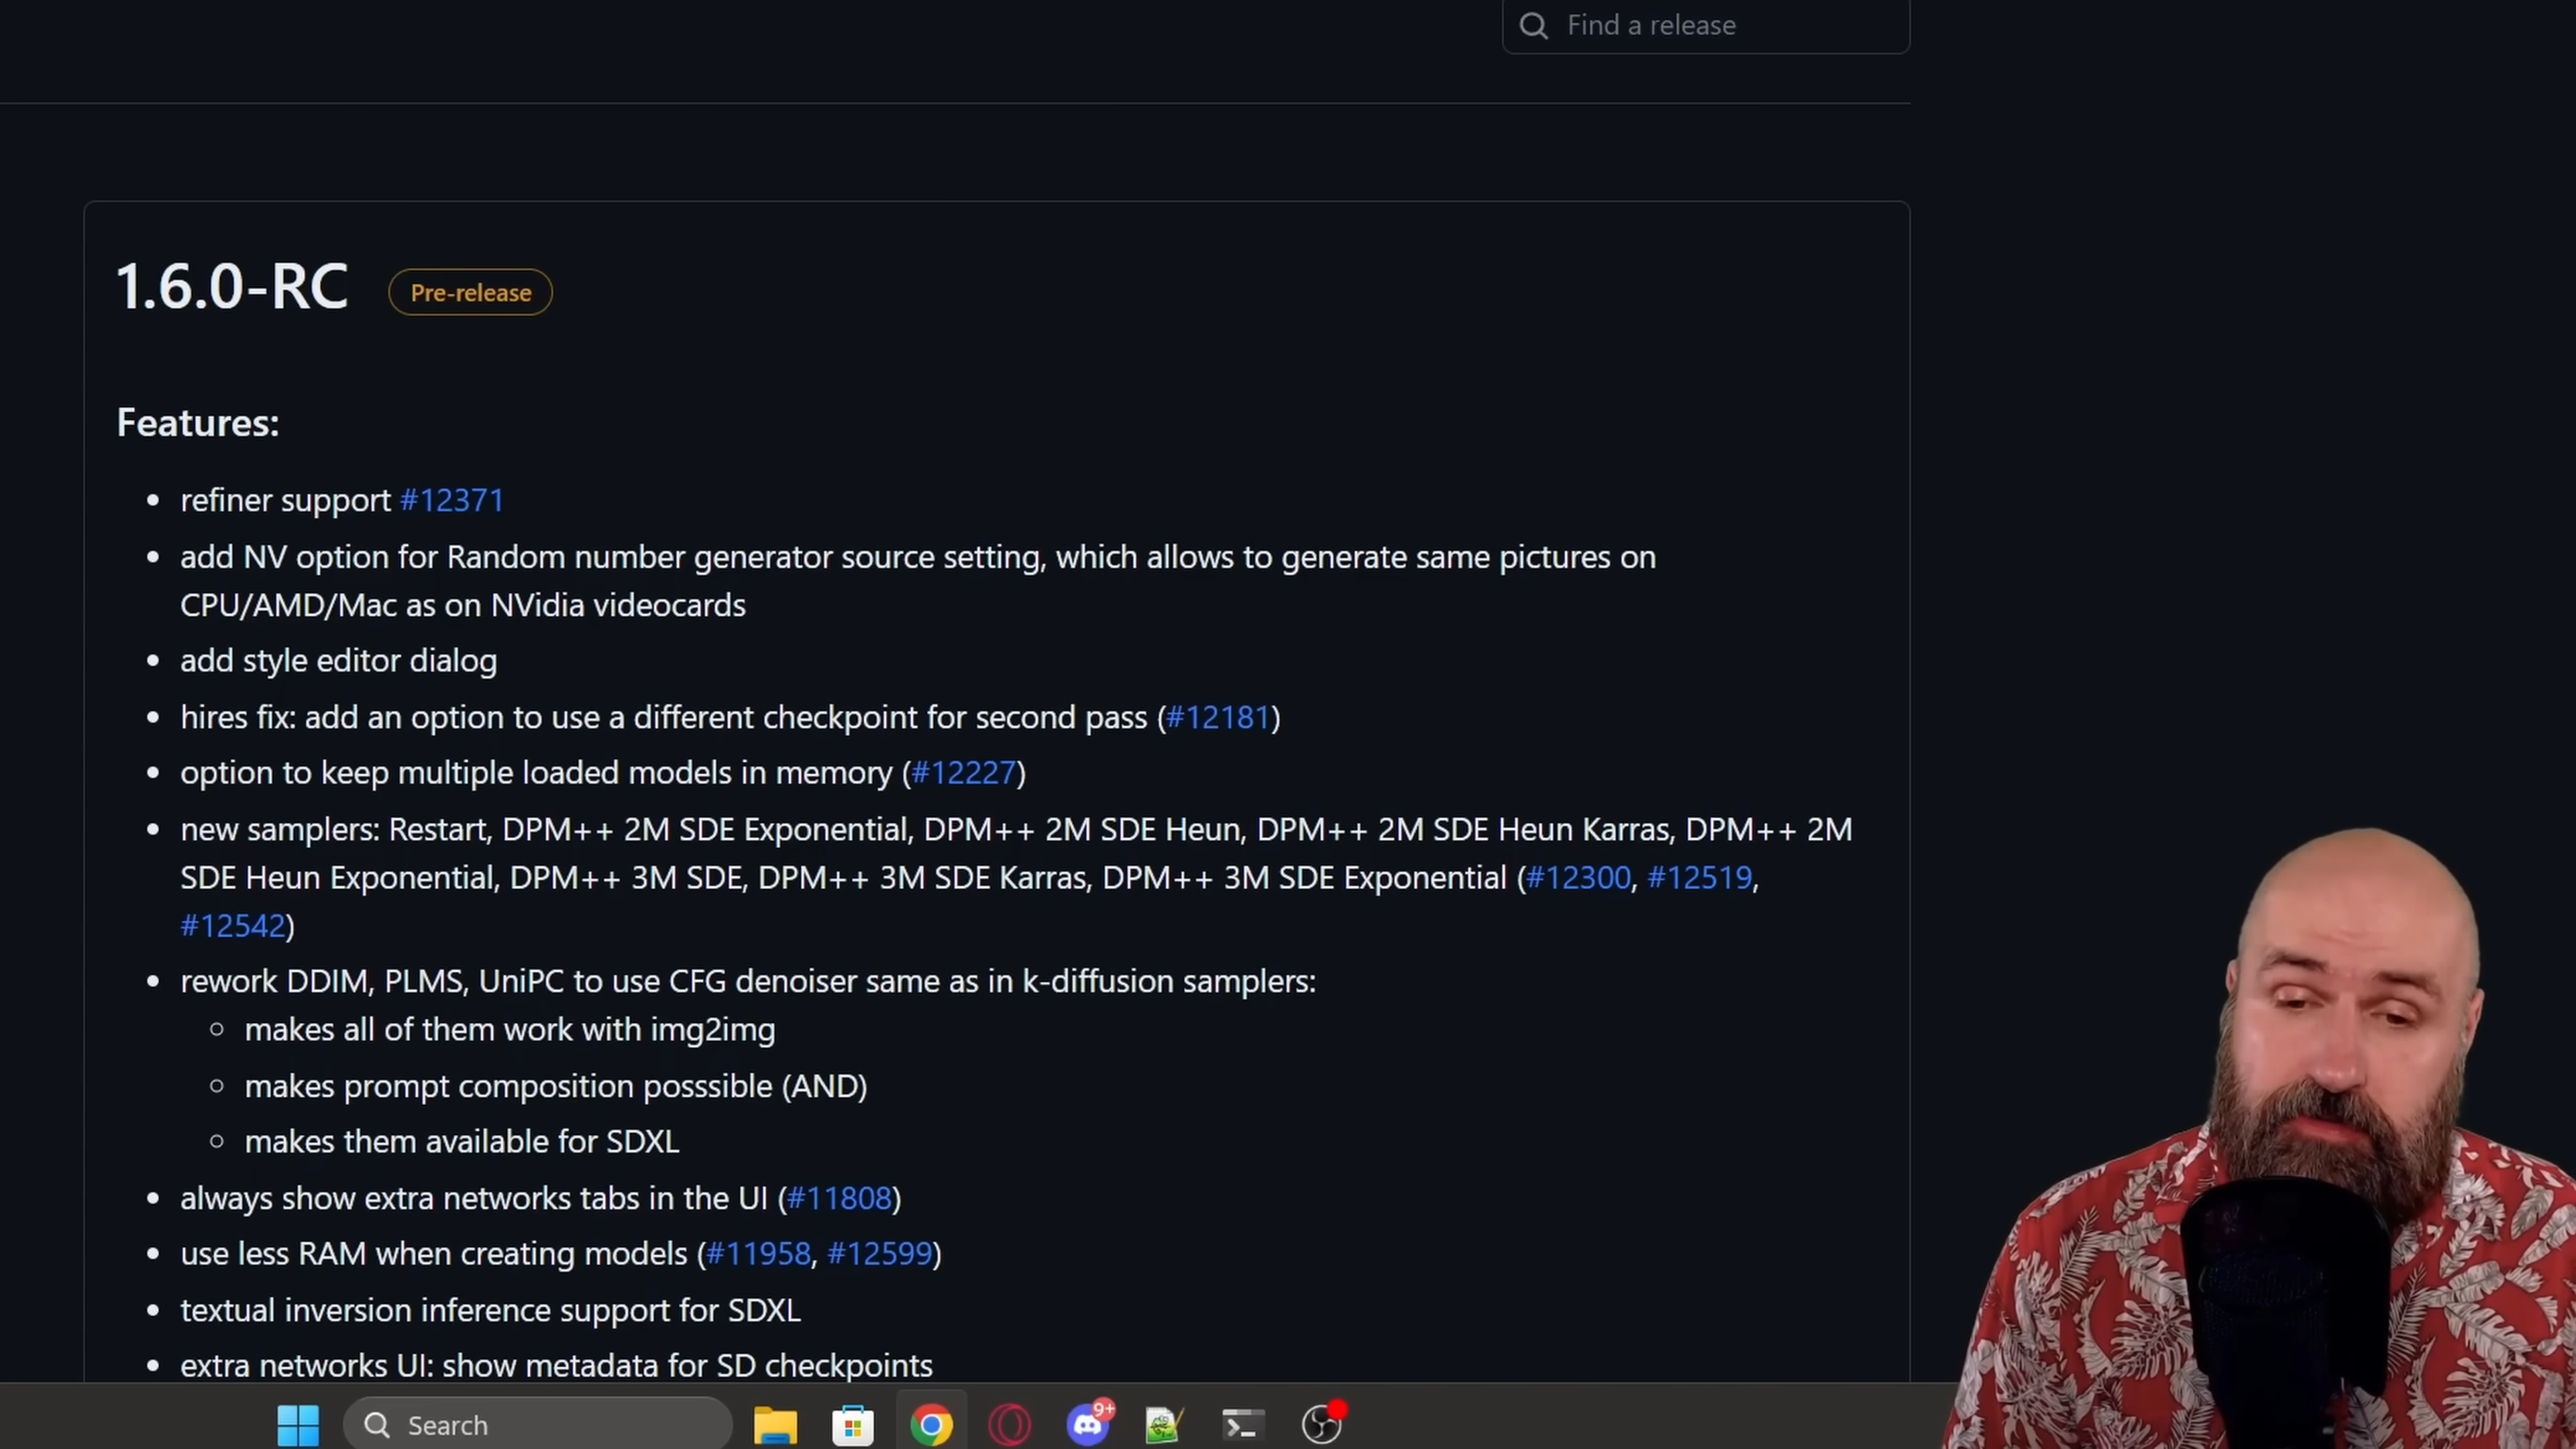 Find a release
1.6.0-RC Pre-release
Features:
refiner support #12371
add NV option for Random number generator source setting, which allows to generate same pictures on
CPU/AMD/Mac as on NVidia videocards
add style editor dialog
hires fix: add an option to use a different checkpoint for second pass (#12181)
option to keep multiple loaded models in memory (#12227)
new samplers: Restart, DPM++ 2M SDE Exponential, DPM++ 2M SDE Heun, DPM++ 2M SDE Heun Karras, DPM++ 2M
SDE Heun Exponential, DPM++ 3M SDE, DPM++ 3M SDE Karras, DPM++ 3M SDE Exponential (#12300, #12519,
#12542)
rework DDIM, PLMS, UniPC to use CFG denoiser same as in k-diffusion samplers:
makes all of them work with img2img
makes prompt composition posssible (AND)
makes them available for SDXL
always show extra networks tabs in the UI (#11808)
use less RAM when creating models (#11958, #12599)
textual inversion inference support for SDXL
extra networks UI: show metadata for SD checkpoints
Search
9+